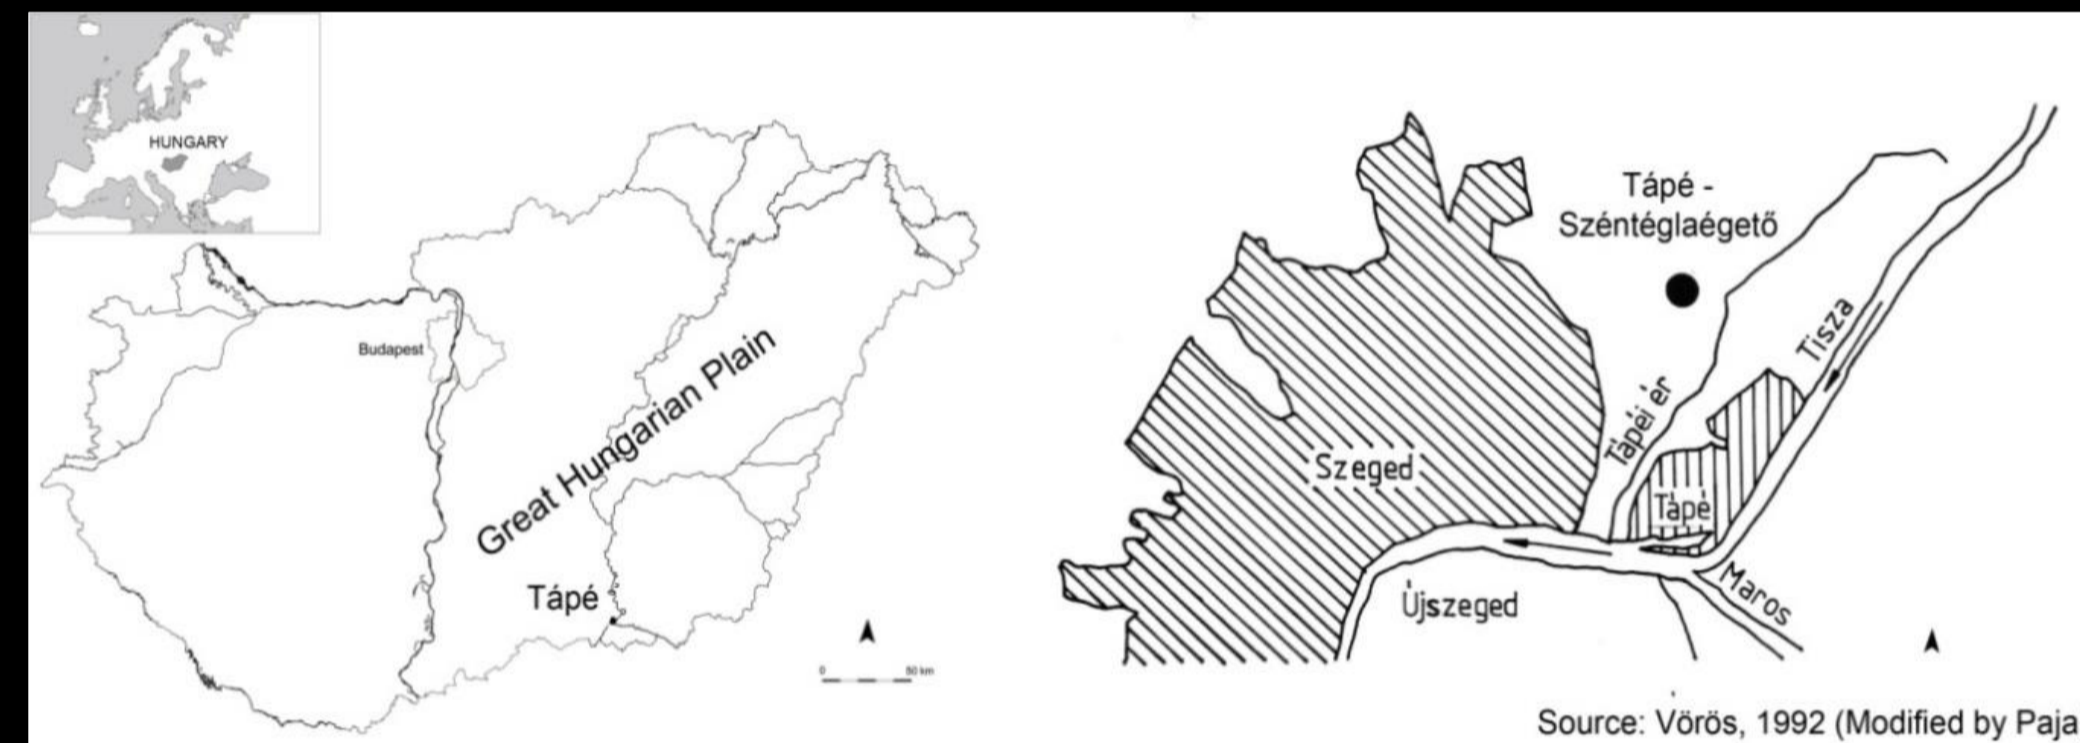 HUNGARY
Budapest
Great Hungarian Plain
Tápé
0 50 km
Tápé -
Széntéglaégető
Tisza
Tápéi ér
Szeged
Tápé
Maros
Újszeged
Source: Vörös, 1992 (Modified by Paja